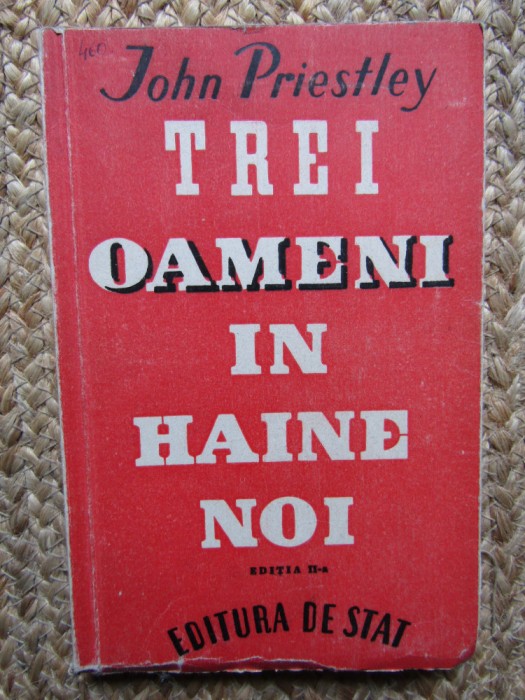 John Priestley
TREI
OAMENI
IN
HAINE
NOI
EDIȚIA II-a
EDITURA DE STAT